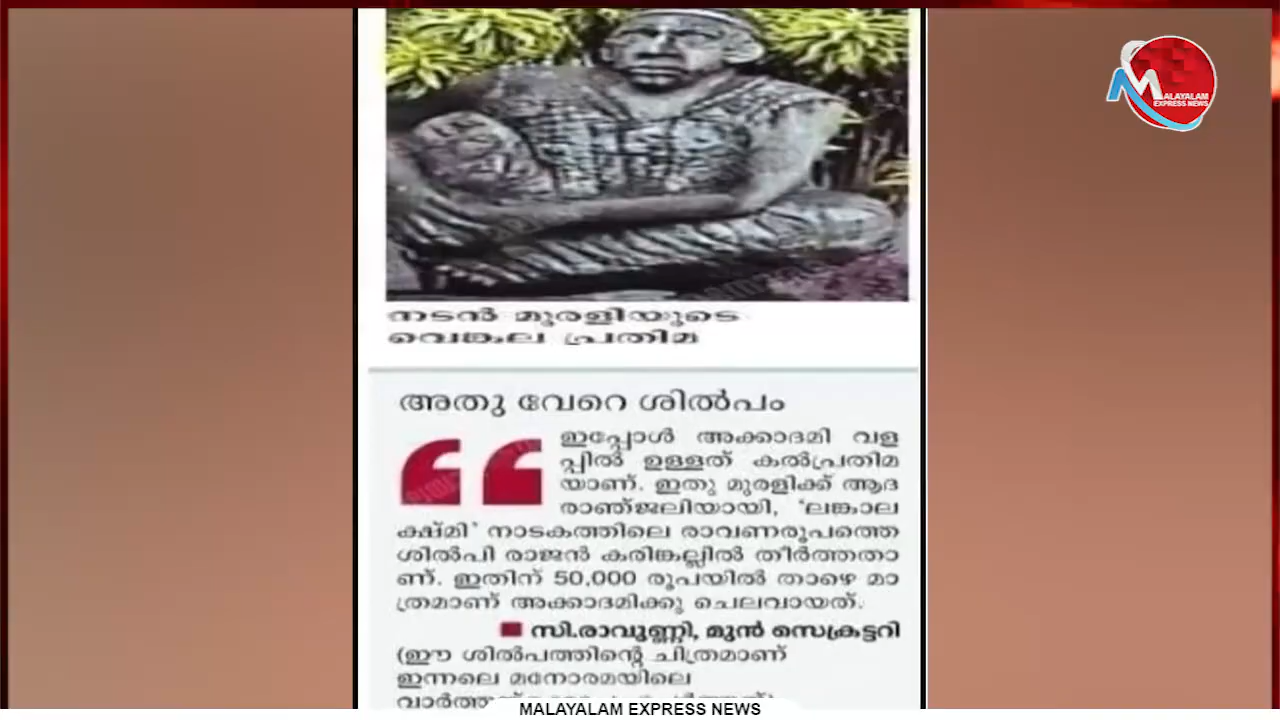 MALAYALAM
EXPRESS NEWS
നടൻ മുരളിയുടെ
വെങ്കല പ്രതിമ
അതു വേറെ ശിൽപം
ഇപ്പോൾ അക്കാദമി വള
പ്പിൽ ഉള്ളത് കൽപ്രതിമ
യാണ്. ഇതു മുരളിക്ക് ആദ
രാഞ്ജലിയായി, ‘ലങ്കാല
ക്ഷ്മി’ നാടകത്തിലെ രാവണരൂപത്തെ
ശിൽപി രാജൻ കരിങ്കല്ലിൽ തീർത്തതാ
ണ്. ഇതിന് 50,000 രൂപയിൽ താഴെ മാ
ത്രമാണ് അക്കാദമിക്കു ചെലവായത്.
സി.രാവുണ്ണി, മുൻ സെക്രട്ടറി
(ഈ ശിൽപത്തിന്റെ ചിത്രമാണ്
ഇന്നലെ മനോരമയിലെ
MALAYALAM EXPRESS NEWS